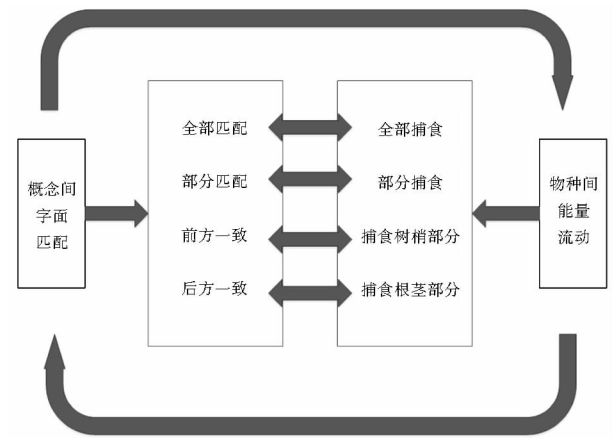 概念间
字面
匹配
全部匹配
部分匹配
前方一致
后方一致
全部捕食
部分捕食
捕食树梢部分
捕食根茎部分
物种间
能量
流动